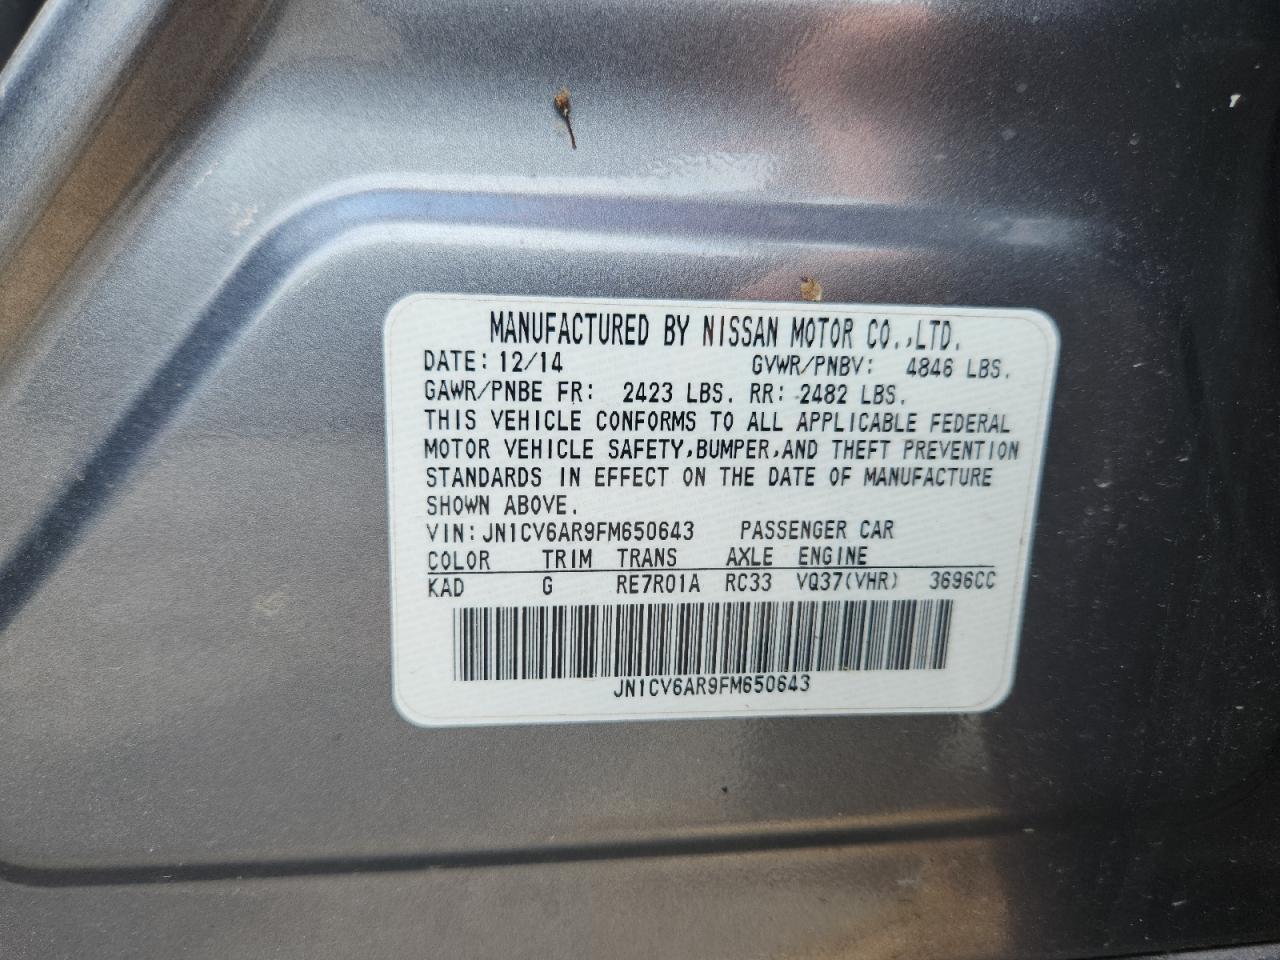 MANUFACTURED BY NISSAN MOTOR CO.,LTD.
DATE: 12/14 GVWR/PNBV: 4846 LBS.
GAWR/PNBE FR: 2423 LBS. RR: 2482 LBS.
THIS VEHICLE CONFORMS TO ALL APPLICABLE FEDERAL
MOTOR VEHICLE SAFETY,BUMPER,AND THEFT PREVENTION
STANDARDS IN EFFECT ON THE DATE OF MANUFACTURE
SHOWN ABOVE.
VIN:JN1CV6AR9FM650643 PASSENGER CAR
COLOR TRIM TRANS AXLE ENGINE
KAD G RE7R01A RC33 VQ37(VHR) 3696CC
JN1CV6AR9FM650643